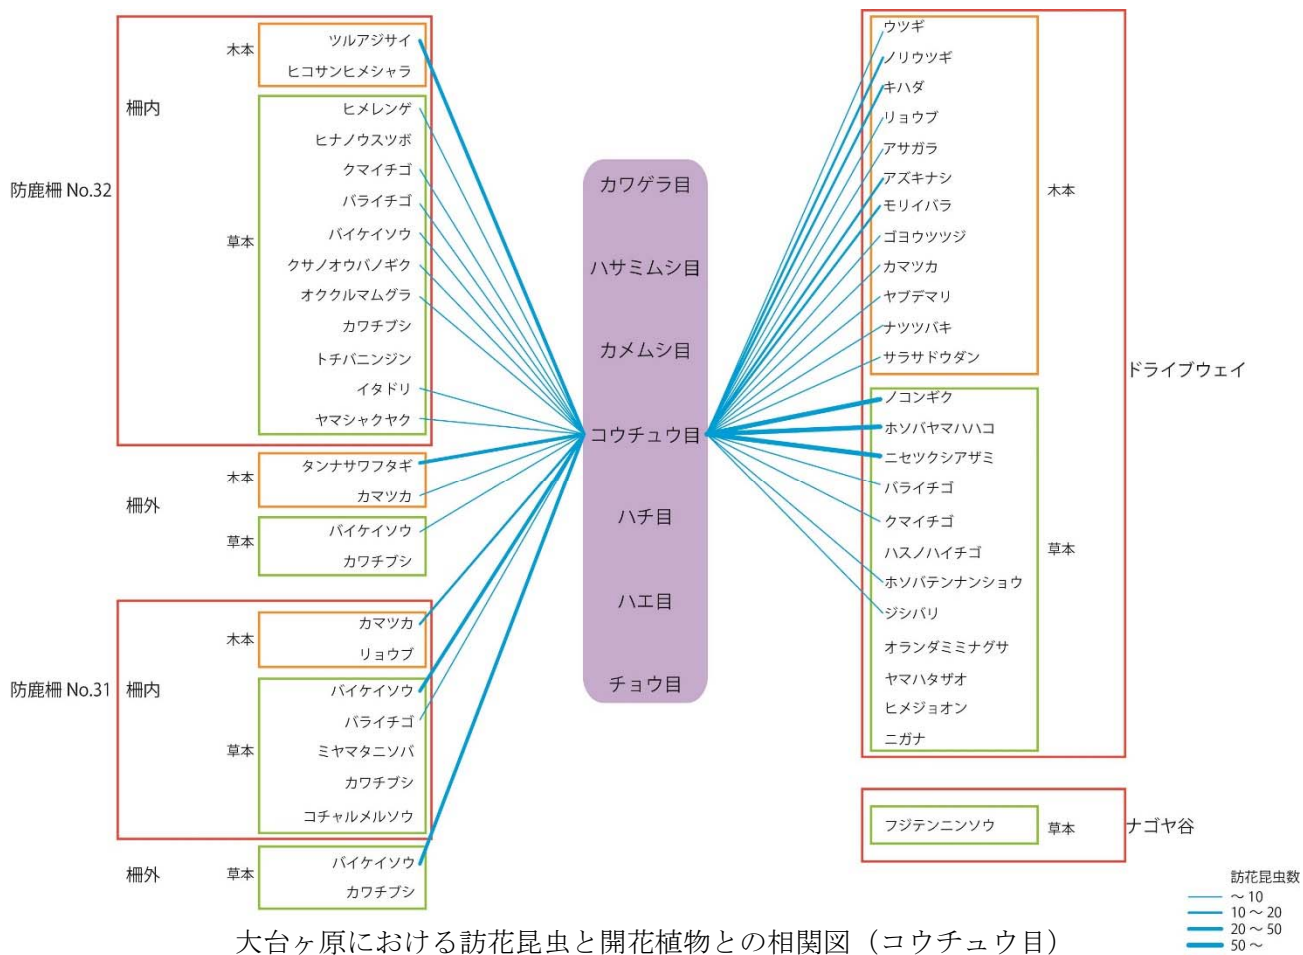 防鹿柵 No.32
柵内
木本
ツルアジサイ
ヒコサンヒメシャラ
草本
ヒメレンゲ
ヒナノウスツボ
クマイチゴ
バライチゴ
バイケイソウ
クサノオウバノギク
オククルマムグラ
カワチブシ
トチバニンジン
イタドリ
ヤマシャクヤク
柵外
木本
タンナサワフタギ
カマツカ
草本
バイケイソウ
カワチブシ
防鹿柵 No.31
柵内
木本
カマツカ
リョウブ
草本
バイケイソウ
バライチゴ
ミヤマタニソバ
カワチブシ
コチャルメルソウ
柵外
草本
バイケイソウ
カワチブシ
カワゲラ目
ハサミムシ目
カメムシ目
コウチュウ目
ハチ目
ハエ目
チョウ目
ウツギ
ノリウツギ
キハダ
リョウブ
アサガラ
アズキナシ
モリイバラ
ゴヨウツツジ
カマツカ
ヤブデマリ
ナツツバキ
サラサドウダン
木本
ドライブウェイ
ノコンギク
ホソバヤマハハコ
ニセツクシアザミ
バライチゴ
クマイチゴ
ハスノハイチゴ
ホソバテンナンショウ
ジシバリ
オランダミミナグサ
ヤマハタザオ
ヒメジョオン
ニガナ
草本
フジテンニンソウ
草本
ナゴヤ谷
訪花昆虫数
～ 10
10 ～ 20
20 ～ 50
50 ～
大台ヶ原における訪花昆虫と開花植物との相関図（コウチュウ目）